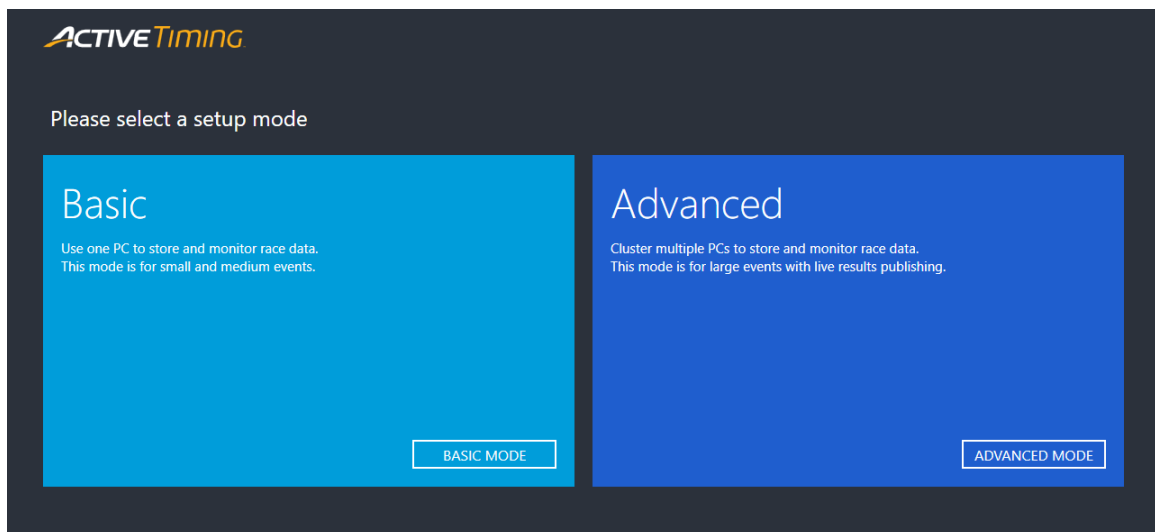 ACTIVE Timing
Please select a setup mode
Basic
Use one PC to store and monitor race data.
This mode is for small and medium events.
BASIC MODE
Advanced
Cluster multiple PCs to store and monitor race data.
This mode is for large events with live results publishing.
ADVANCED MODE